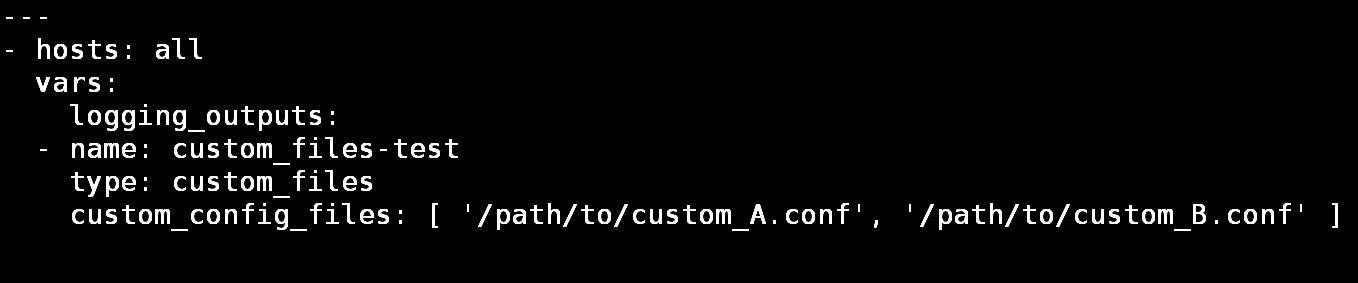 ---
- hosts: all
  vars:
    logging_outputs:
  - name: custom_files-test
    type: custom_files
    custom_config_files: [ '/path/to/custom_A.conf', '/path/to/custom_B.conf' ]